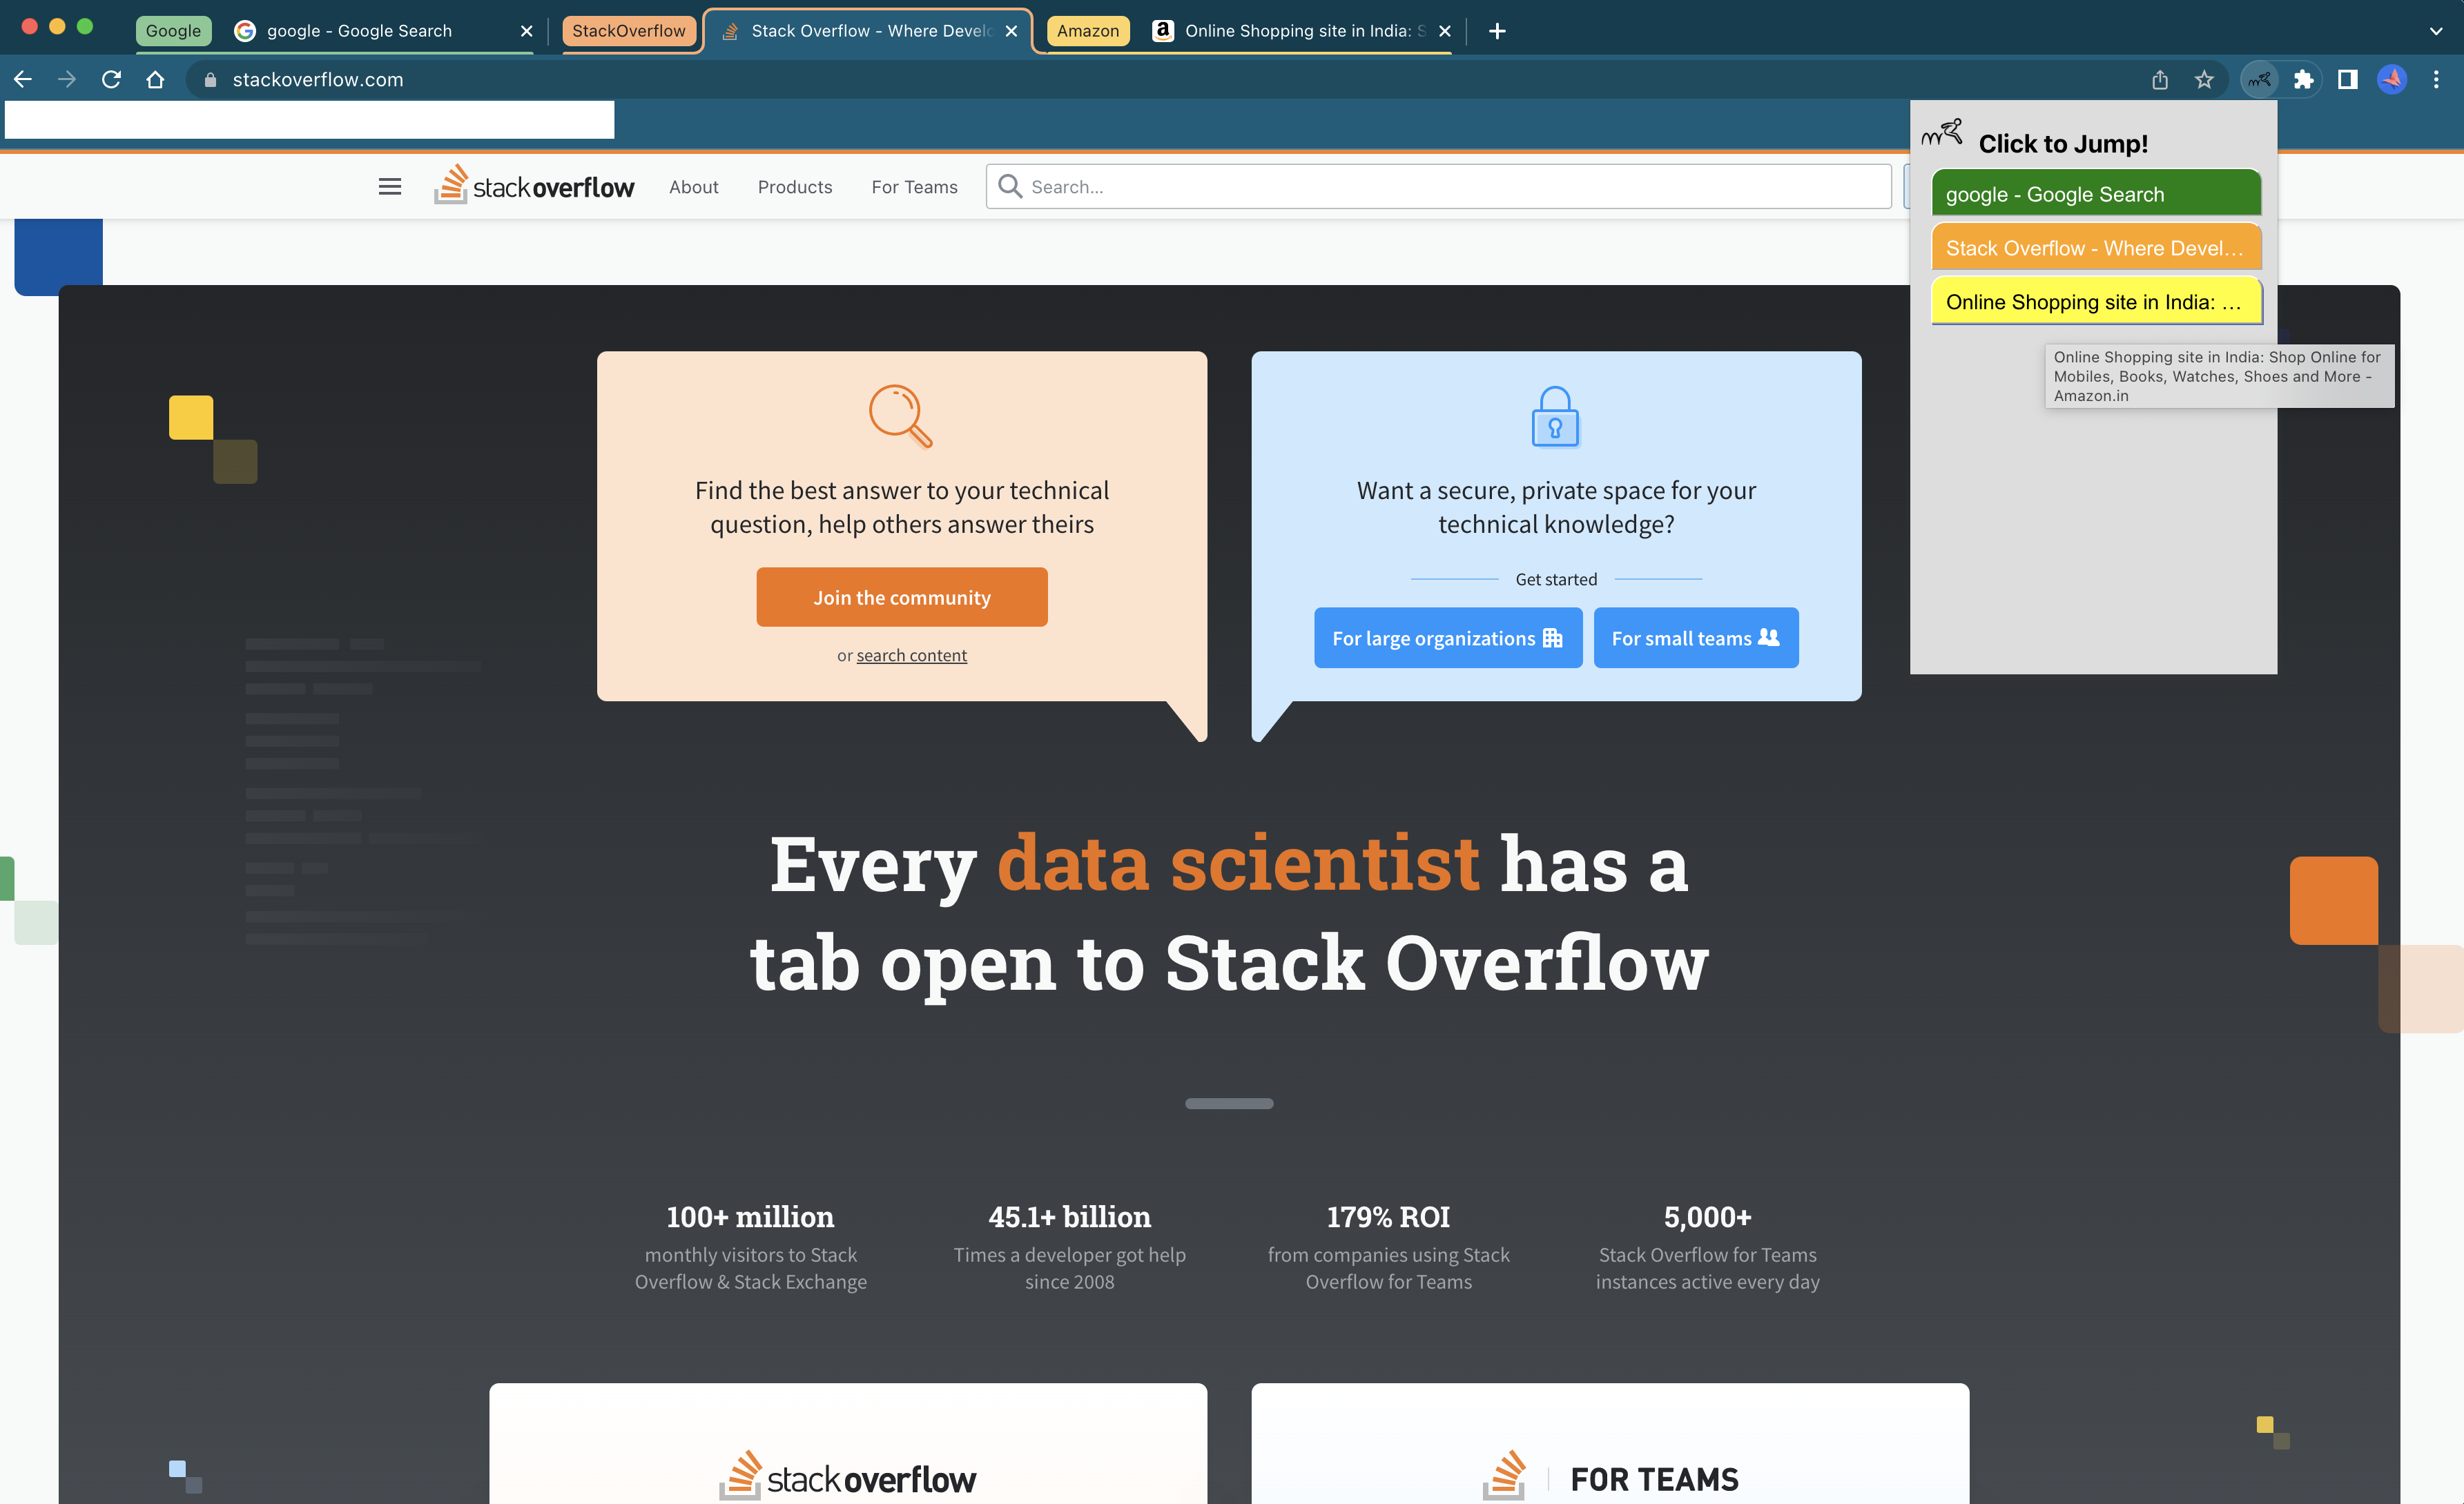 Google
google - Google Search
StackOverflow
Stack Overflow - Where Develo
Amazon
Online Shopping site in India: S
stackoverflow.com
Click to Jump!
google - Google Search
Stack Overflow - Where Devel...
Online Shopping site in India: ...
Online Shopping site in India: Shop Online for
Mobiles, Books, Watches, Shoes and More -
Amazon.in
stackoverflow
About
Products
For Teams
Search...
Find the best answer to your technical
question, help others answer theirs
Join the community
or search content
Want a secure, private space for your
technical knowledge?
Get started
For large organizations
For small teams
Every data scientist has a
tab open to Stack Overflow
100+ million
monthly visitors to Stack
Overflow & Stack Exchange
45.1+ billion
Times a developer got help
since 2008
179% ROI
from companies using Stack
Overflow for Teams
5,000+
Stack Overflow for Teams
instances active every day
stackoverflow
FOR TEAMS